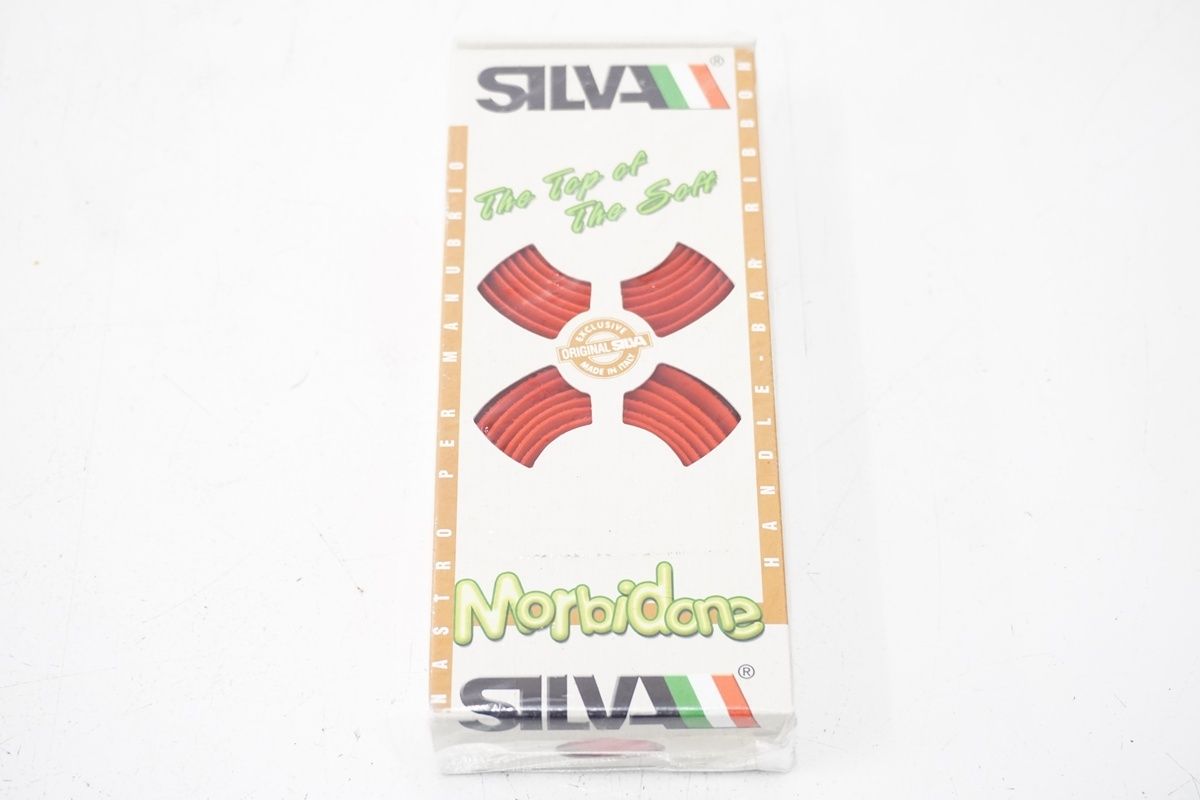 SILVA®
The Top of
The Soft
EXCLUSIVE
ORIGINAL SILVA
MADE IN ITALY
NASTRO PER MANUBRIO
HANDLE-BAR RIBBON
Morbidone
SILVA®